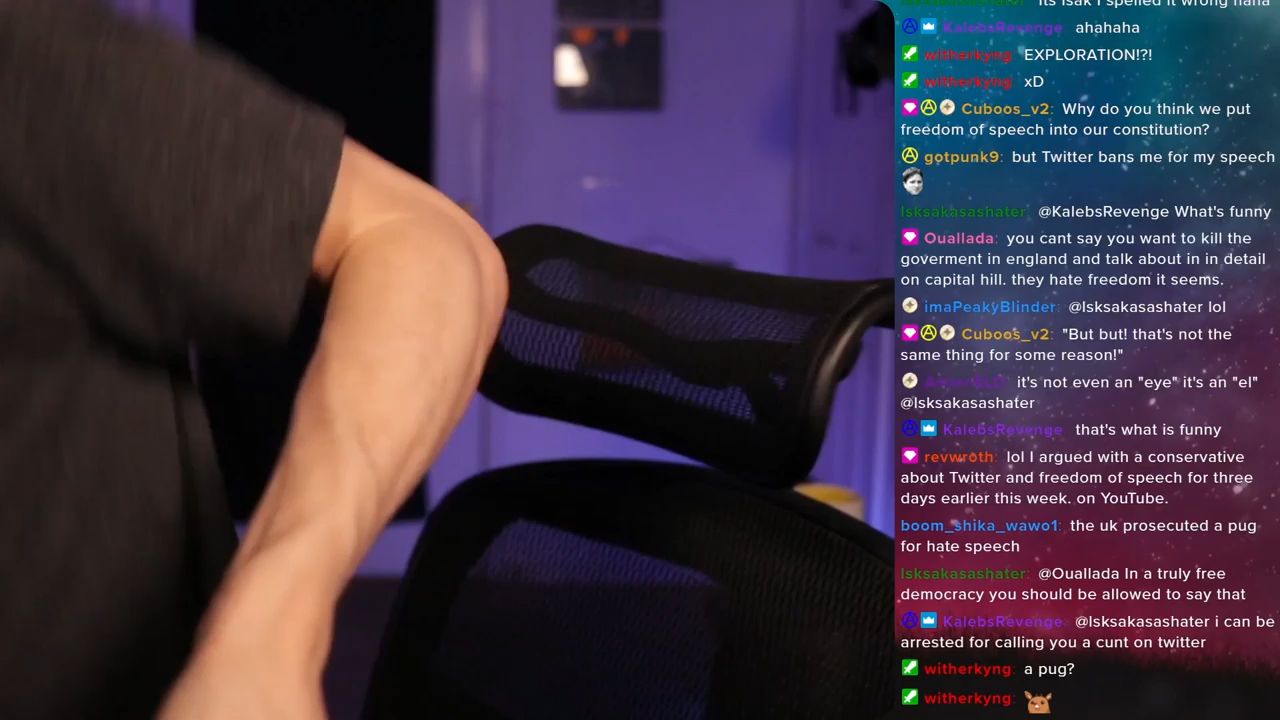 Isksakasashater its Isak I spelled it wrong haha
KalebsRevenge ahahaha
witherkyng EXPLORATION!?!
witherkyng xD
Cuboos_v2: Why do you think we put
freedom of speech into our constitution?
gotpunk9: but Twitter bans me for my speech
lsksakasashater: @KalebsRevenge What's funny
Ouallada: you cant say you want to kill the
goverment in england and talk about in in detail
on capital hill. they hate freedom it seems.
imaPeakyBlinder: @lsksakasashater lol
Cuboos_v2: "But but! that's not the
same thing for some reason!"
it's not even an "eye" it's an "el"
@lsksakasashater
KalebsRevenge that's what is funny
revwroth: lol I argued with a conservative
about Twitter and freedom of speech for three
days earlier this week. on YouTube.
boom_shika_wawo1: the uk prosecuted a pug
for hate speech
lsksakasashater: @Ouallada In a truly free
democracy you should be allowed to say that
KalebsRevenge @lsksakasashater i can be
arrested for calling you a cunt on twitter
witherkyng: a pug?
witherkyng: